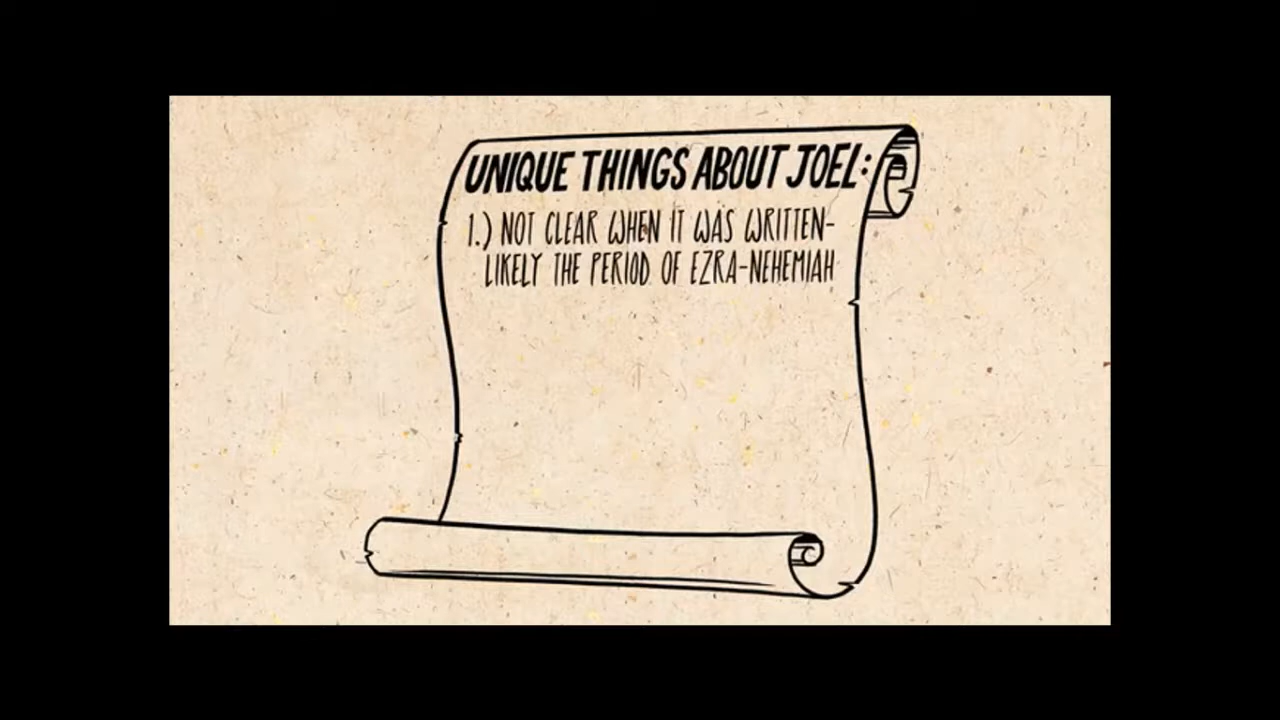 UNIQUE THINGS ABOUT JOEL:
1.) NOT CLEAR WHEN IT WAS WRITTEN-
LIKELY THE PERIOD OF EZRA-NEHEMIAH